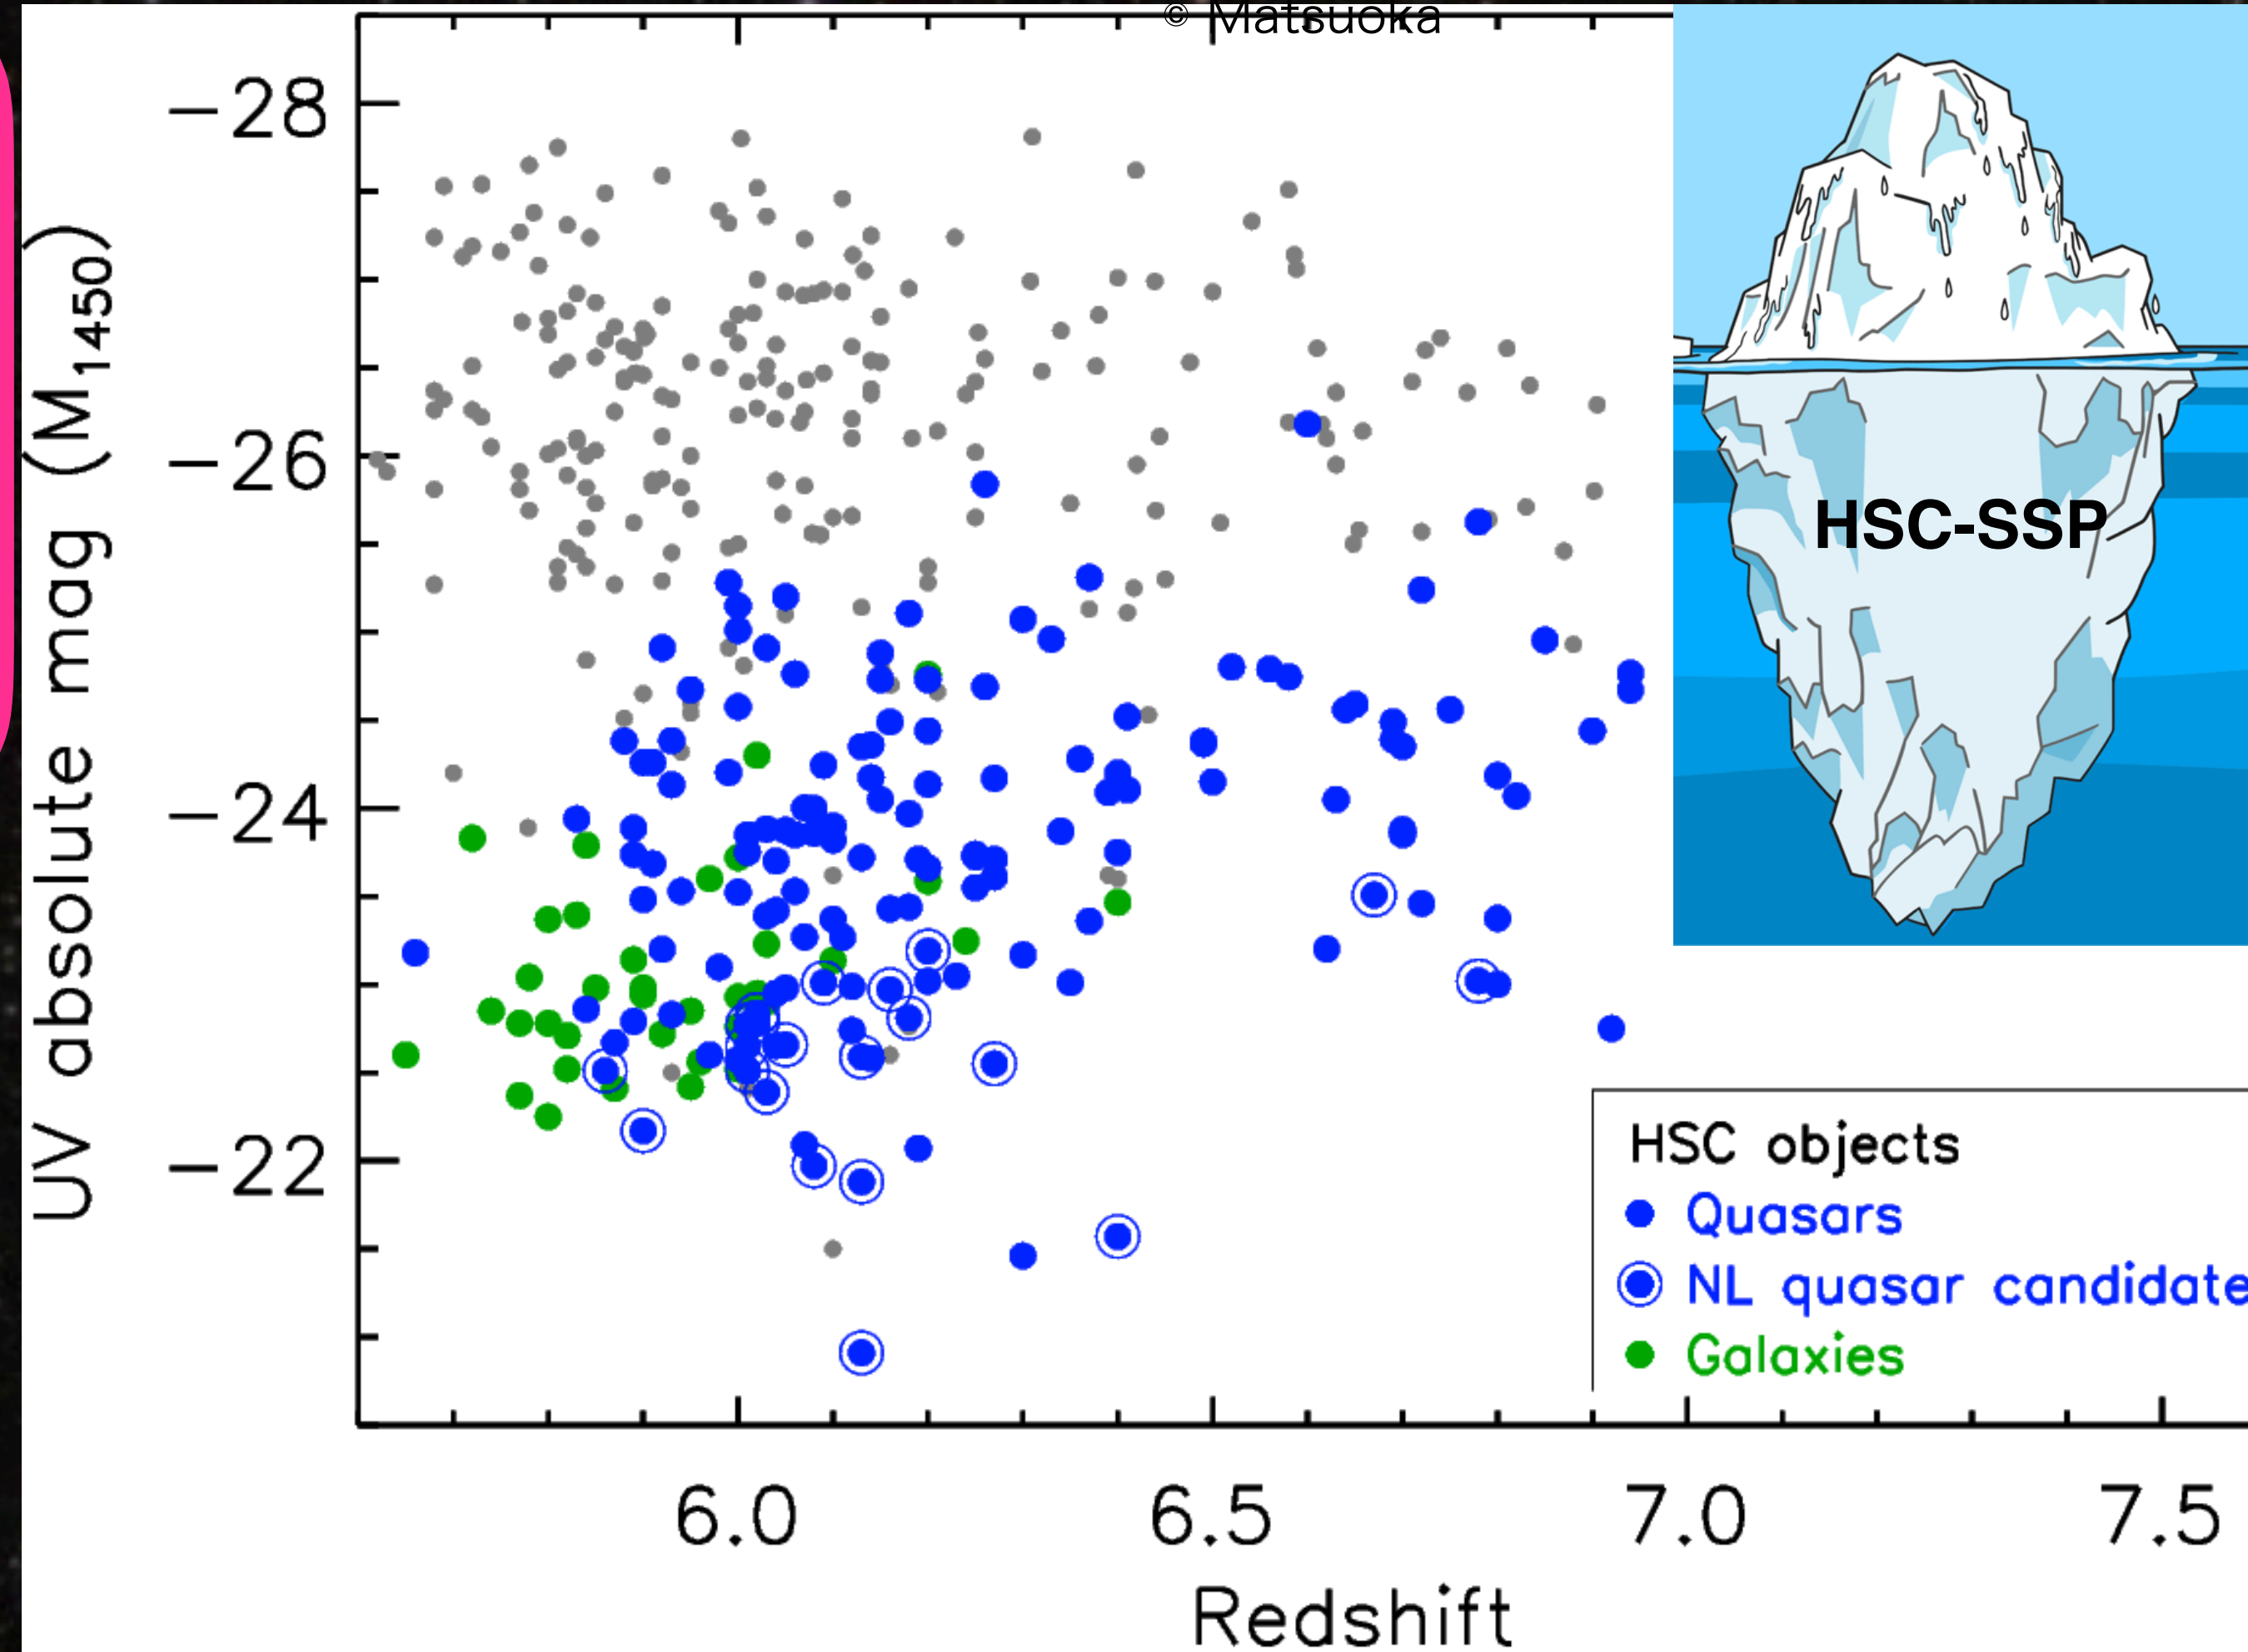 © Matsuoka
UV absolute mag (M1450)
−28
−26
−24
−22
HSC-SSP
HSC objects
Quasars
NL quasar candidate
Galaxies
6.0 6.5 7.0 7.5
Redshift